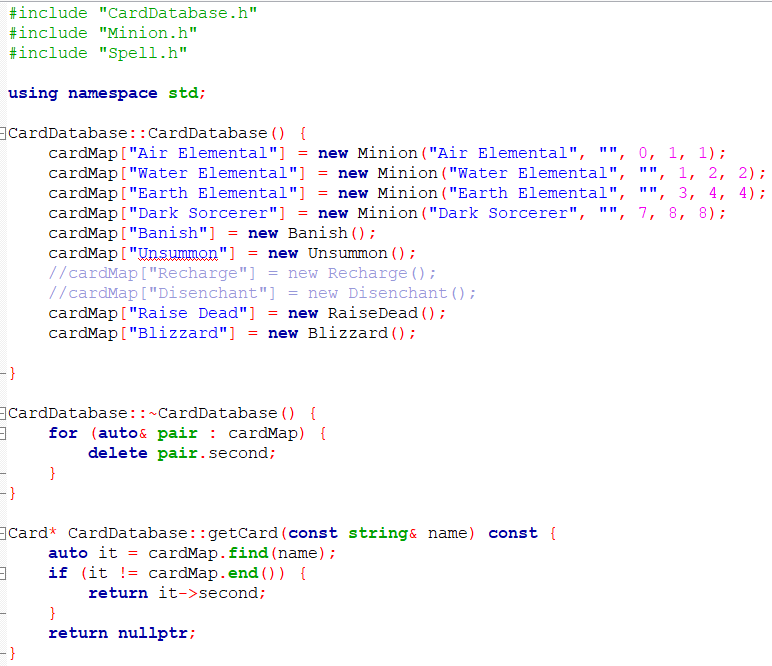 #include "CardDatabase.h"
#include "Minion.h"
#include "Spell.h"

using namespace std;

CardDatabase::CardDatabase() {
    cardMap["Air Elemental"] = new Minion("Air Elemental", "", 0, 1, 1);
    cardMap["Water Elemental"] = new Minion("Water Elemental", "", 1, 2, 2);
    cardMap["Earth Elemental"] = new Minion("Earth Elemental", "", 3, 4, 4);
    cardMap["Dark Sorcerer"] = new Minion("Dark Sorcerer", "", 7, 8, 8);
    cardMap["Banish"] = new Banish();
    cardMap["Unsummon"] = new Unsummon();
    //cardMap["Recharge"] = new Recharge();
    //cardMap["Disenchant"] = new Disenchant();
    cardMap["Raise Dead"] = new RaiseDead();
    cardMap["Blizzard"] = new Blizzard();

}

CardDatabase::~CardDatabase() {
    for (auto& pair : cardMap) {
        delete pair.second;
    }
}

Card* CardDatabase::getCard(const string& name) const {
    auto it = cardMap.find(name);
    if (it != cardMap.end()) {
        return it->second;
    }
    return nullptr;
}